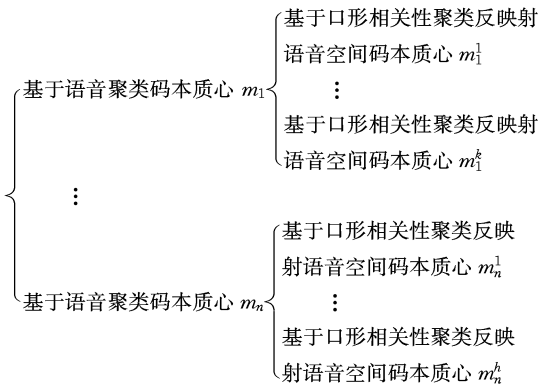 基于口形相关性聚类反映射
语音空间码本质心 m₁¹
基于语音聚类码本质心 m₁
⋮
基于口形相关性聚类反映射
语音空间码本质心 m₁ᵏ
⋮
基于口形相关性聚类反映
射语音空间码本质心 mₙ¹
基于语音聚类码本质心 mₙ
⋮
基于口形相关性聚类反映
射语音空间码本质心 mₙʰ